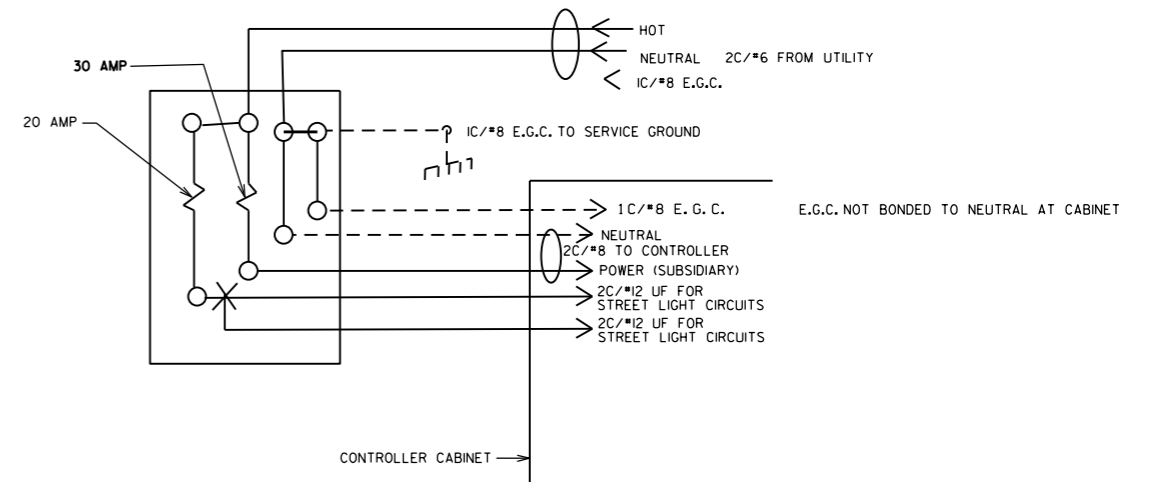 HOT
NEUTRAL 2C/#6 FROM UTILITY
30 AMP
1C/#8 E.G.C.
20 AMP
1C/#8 E.G.C. TO SERVICE GROUND
1C/#8 E.G.C. E.G.C. NOT BONDED TO NEUTRAL AT CABINET
NEUTRAL
2C/#8 TO CONTROLLER
POWER (SUBSIDIARY)
2C/#12 UF FOR
STREET LIGHT CIRCUITS
2C/#12 UF FOR
STREET LIGHT CIRCUITS
CONTROLLER CABINET